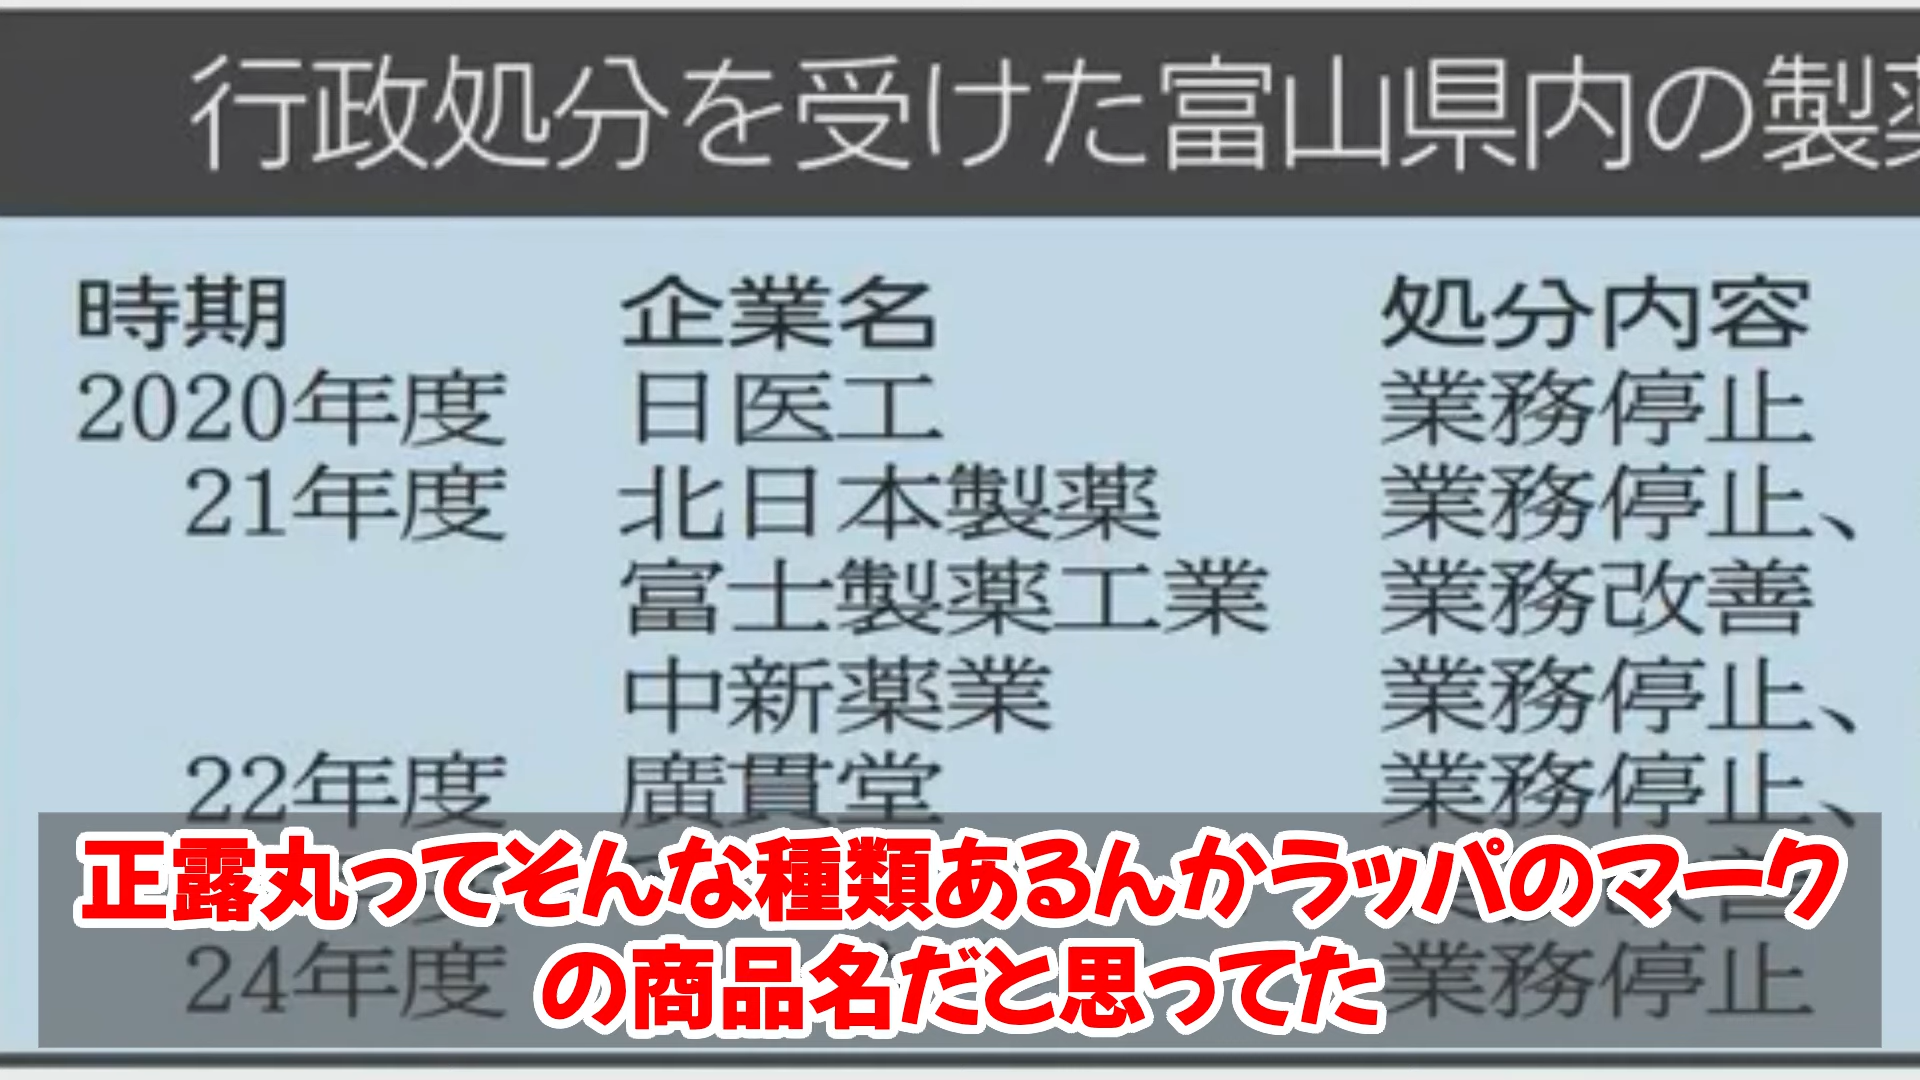 行政処分を受けた富山県内の製薬
時期 企業名 処分内容
2020年度 日医工 業務停止
21年度 北日本製薬 業務停止、
富士製薬工業 業務改善
中新薬業 業務停止、
22年度 廣貫堂 業務停止、
正露丸ってそんな種類あるんかラッパのマーク
の商品名だと思ってた
24年度 業務停止